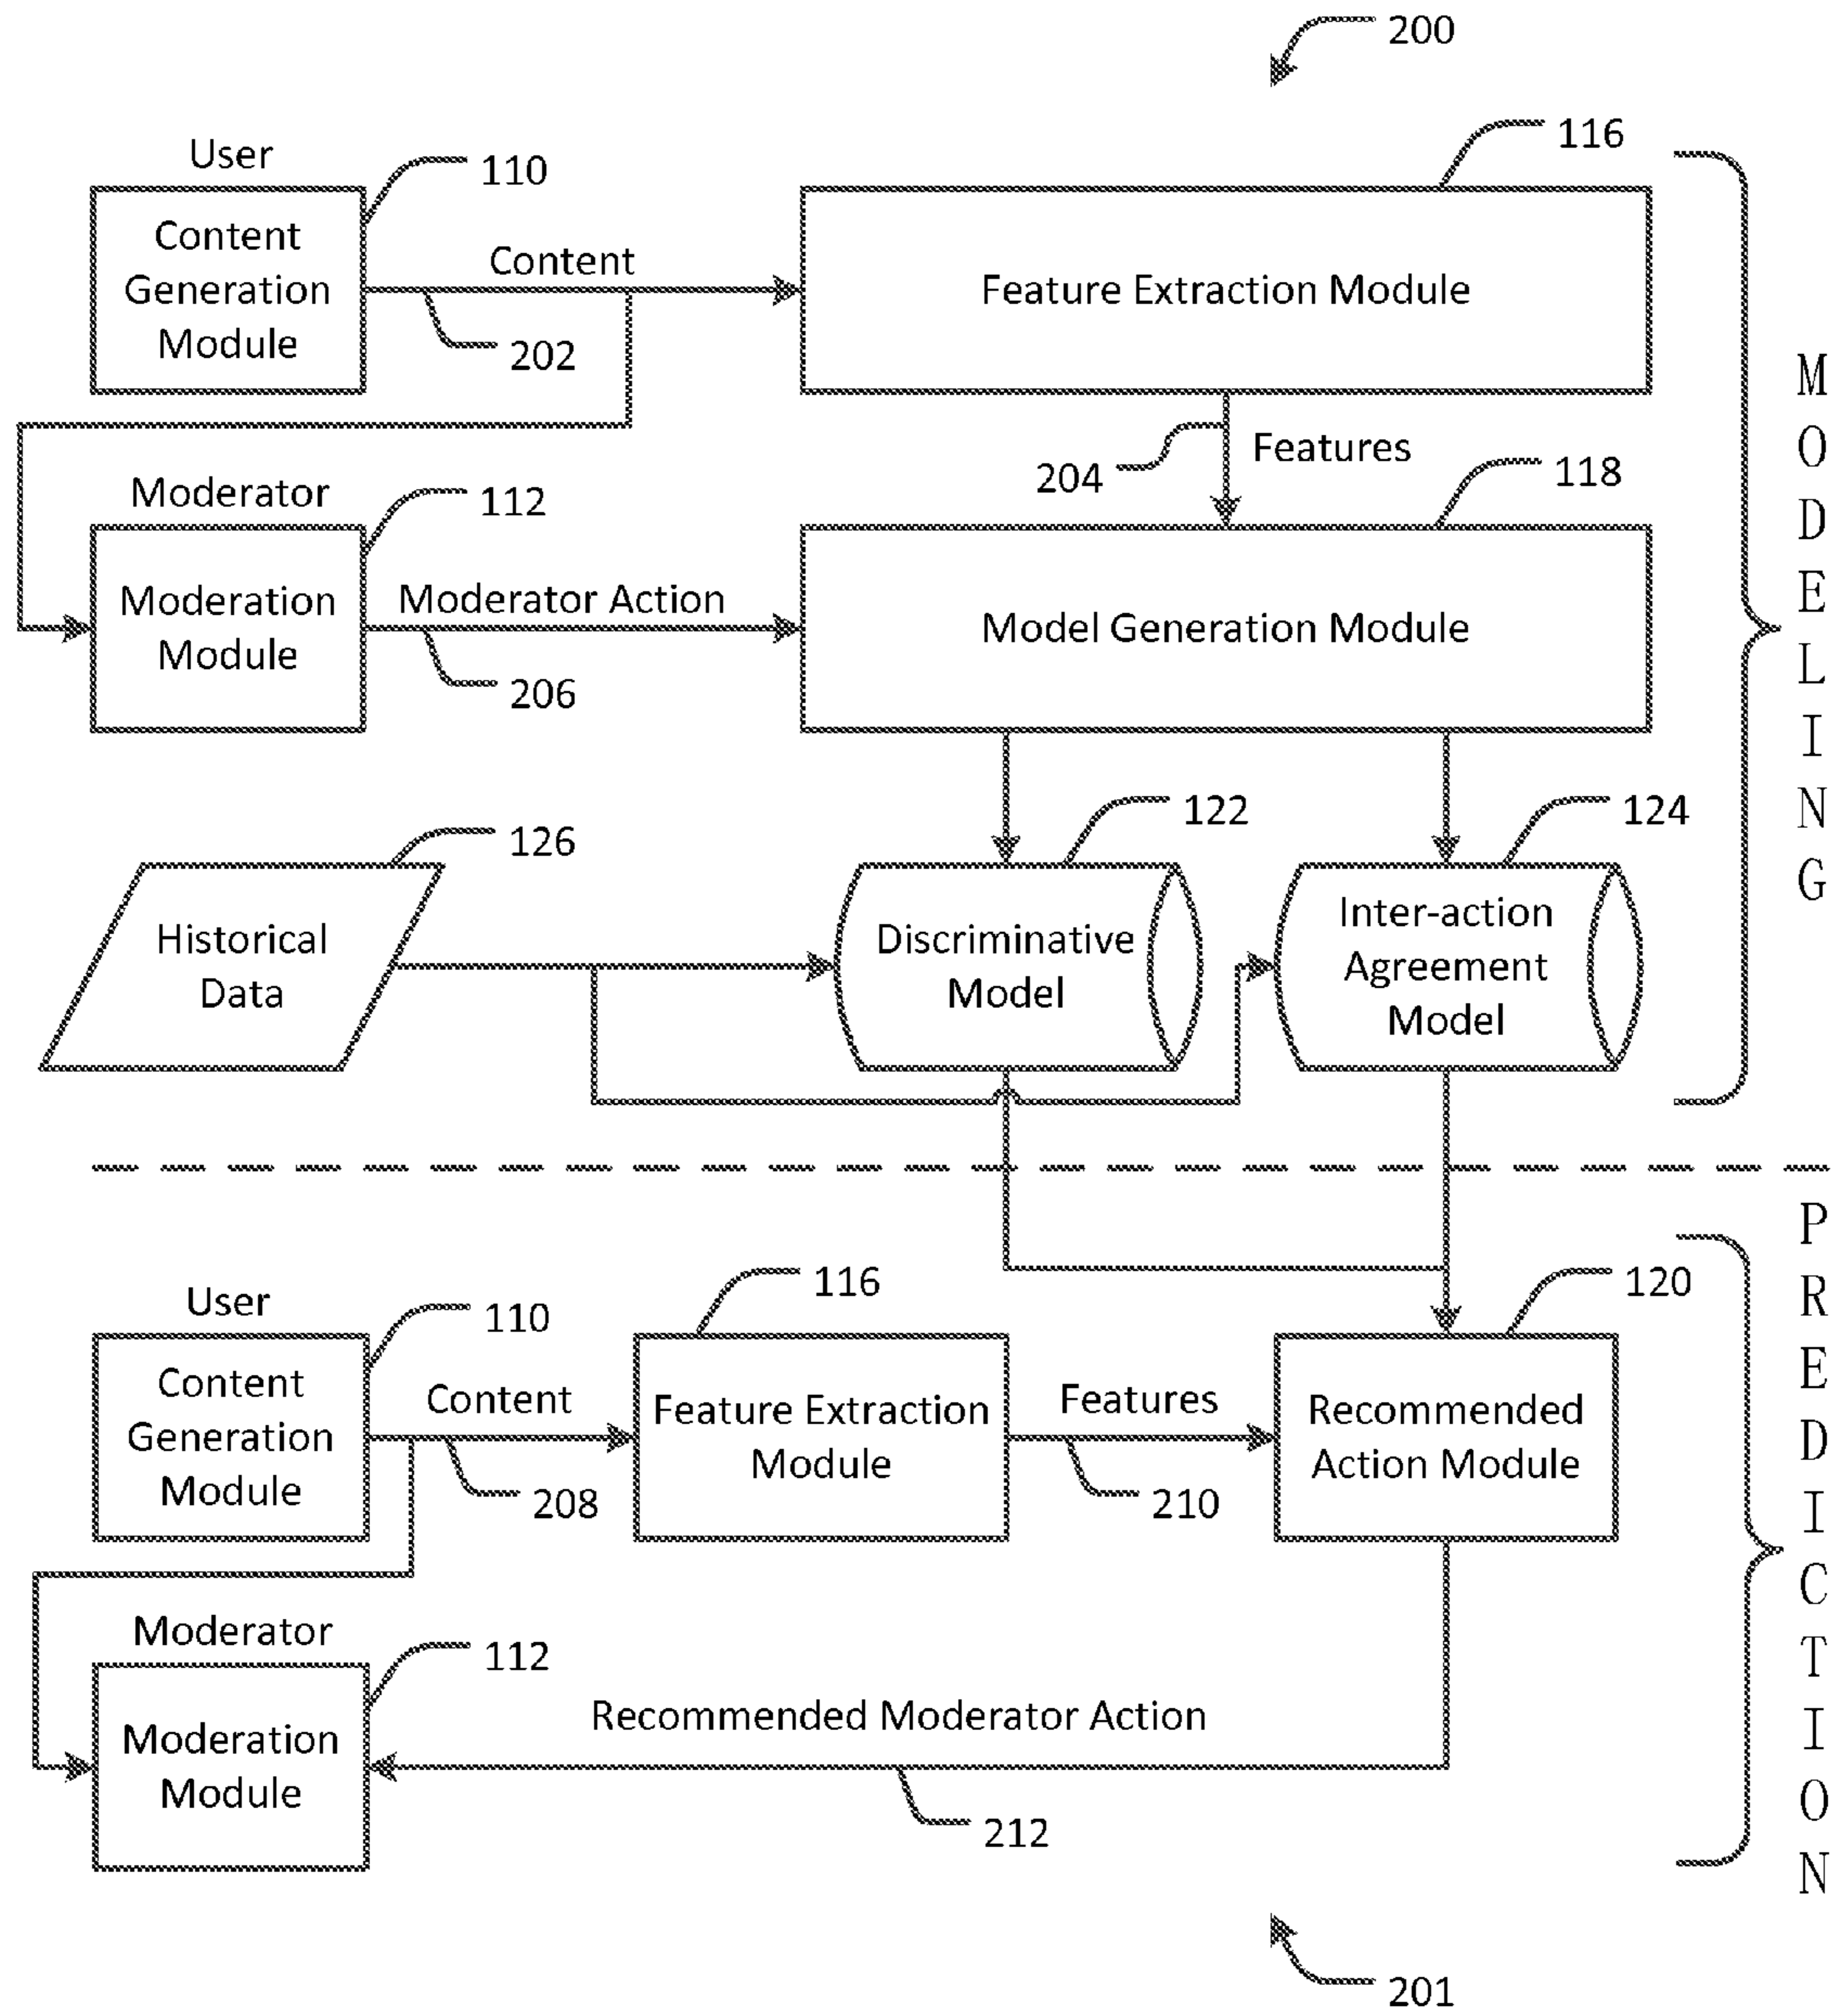 200
116
User
110
Content
Generation
Module
Content
202
Feature Extraction Module
204
Features
118
Moderator
112
Moderation
Module
Moderator Action
206
Model Generation Module
MODELING
126
Historical
Data
122
Discriminative
Model
124
Inter-action
Agreement
Model
PREDICTION
User
110
Content
Generation
Module
Content
208
116
Feature Extraction
Module
Features
210
120
Recommended
Action Module
Moderator
112
Moderation
Module
Recommended Moderator Action
212
201